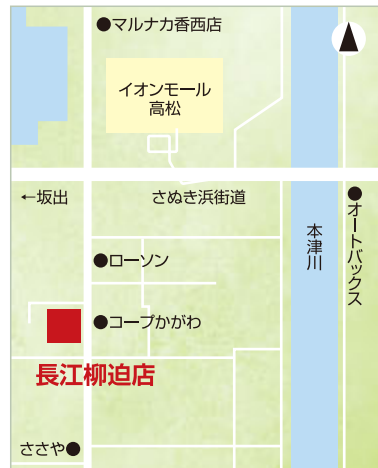 ●マルナカ香西店
イオンモール
高松
←坂出
さぬき浜街道
●オートバックス
本津川
●ローソン
●コープかがわ
長江柳迫店
ささや●